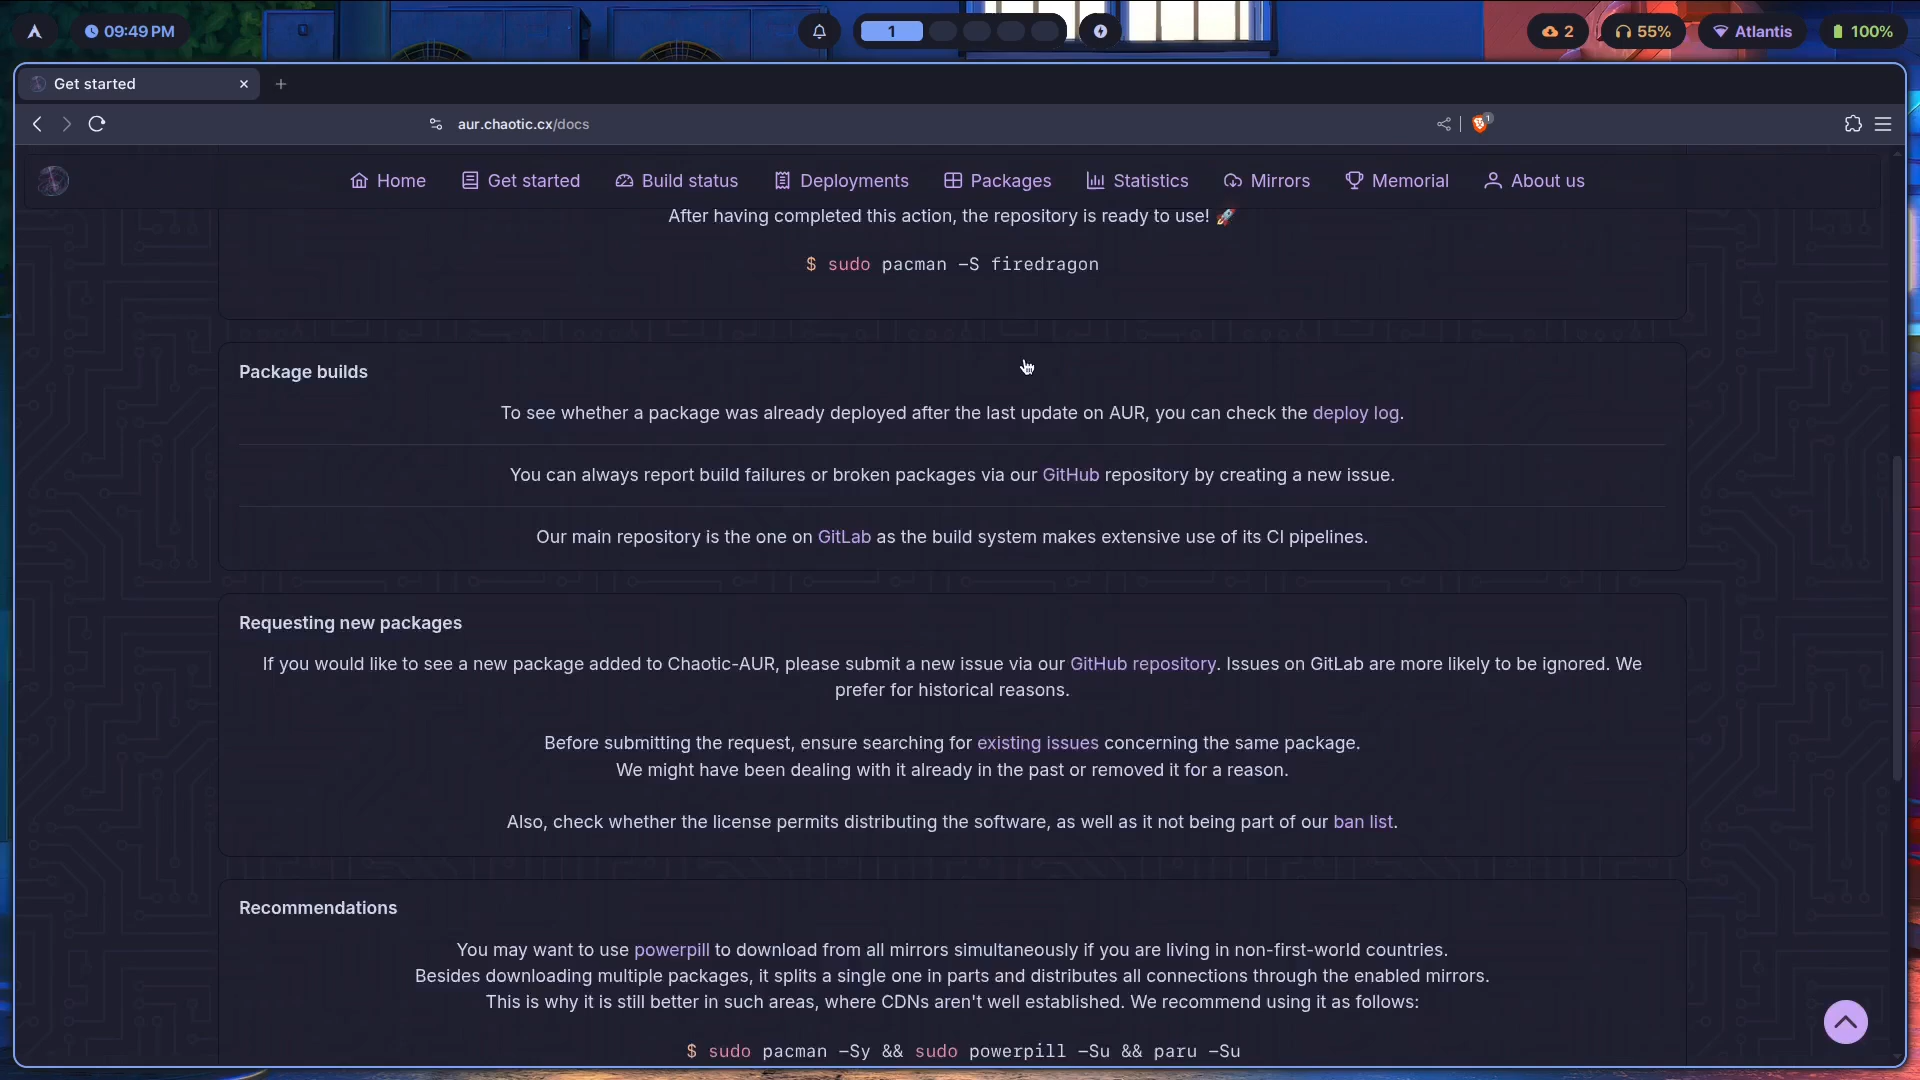 09:49 PM
1
2
55%
Atlantis
100%
Get started
aur.chaotic.cx/docs
1
Home
Get started
Build status
Deployments
Packages
Statistics
Mirrors
Memorial
About us
After having completed this action, the repository is ready to use! 🚀
$ sudo pacman -S firedragon
Package builds
To see whether a package was already deployed after the last update on AUR, you can check the deploy log.
You can always report build failures or broken packages via our GitHub repository by creating a new issue.
Our main repository is the one on GitLab as the build system makes extensive use of its CI pipelines.
Requesting new packages
If you would like to see a new package added to Chaotic-AUR, please submit a new issue via our GitHub repository. Issues on GitLab are more likely to be ignored. We
prefer for historical reasons.
Before submitting the request, ensure searching for existing issues concerning the same package.
We might have been dealing with it already in the past or removed it for a reason.
Also, check whether the license permits distributing the software, as well as it not being part of our ban list.
Recommendations
You may want to use powerpill to download from all mirrors simultaneously if you are living in non-first-world countries.
Besides downloading multiple packages, it splits a single one in parts and distributes all connections through the enabled mirrors.
This is why it is still better in such areas, where CDNs aren't well established. We recommend using it as follows:
$ sudo pacman -Sy && sudo powerpill -Su && paru -Su